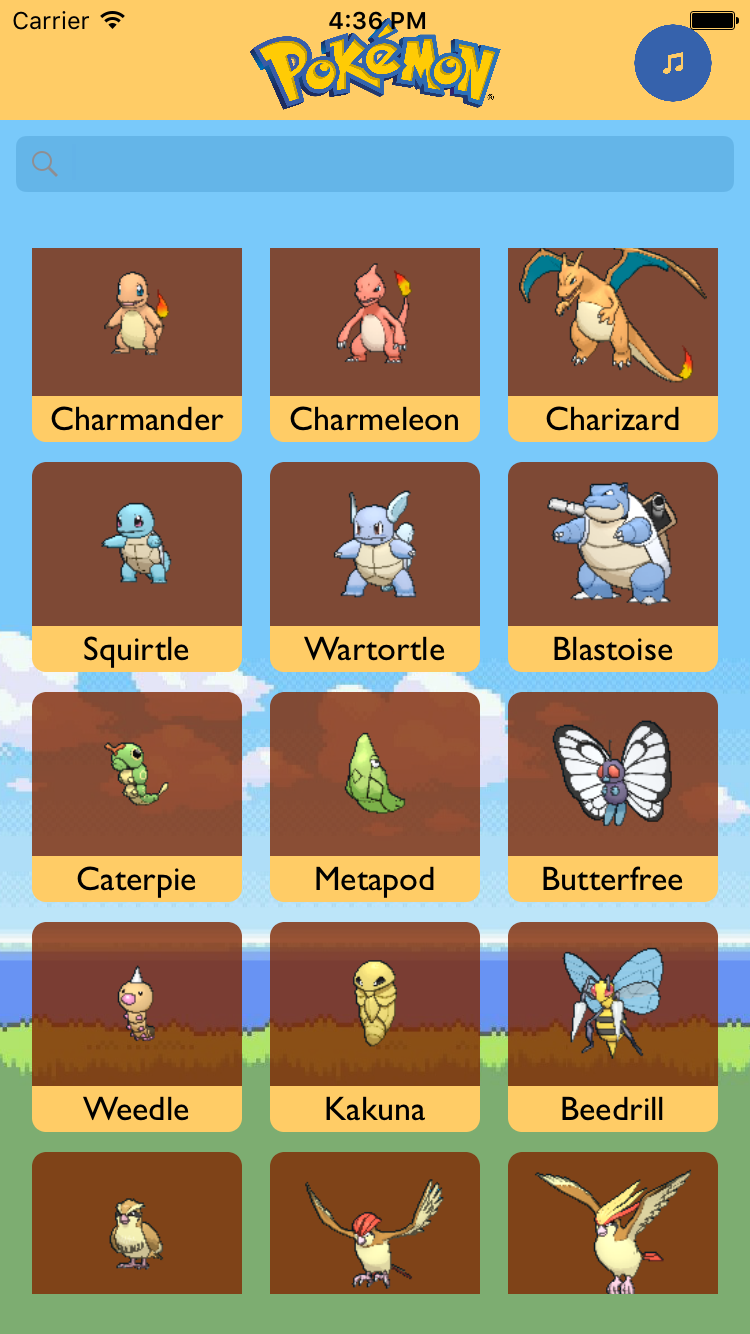 Carrier 4:36 PM
POKéMON
Charmander Charmeleon Charizard
Squirtle Wartortle Blastoise
Caterpie Metapod Butterfree
Weedle Kakuna Beedrill